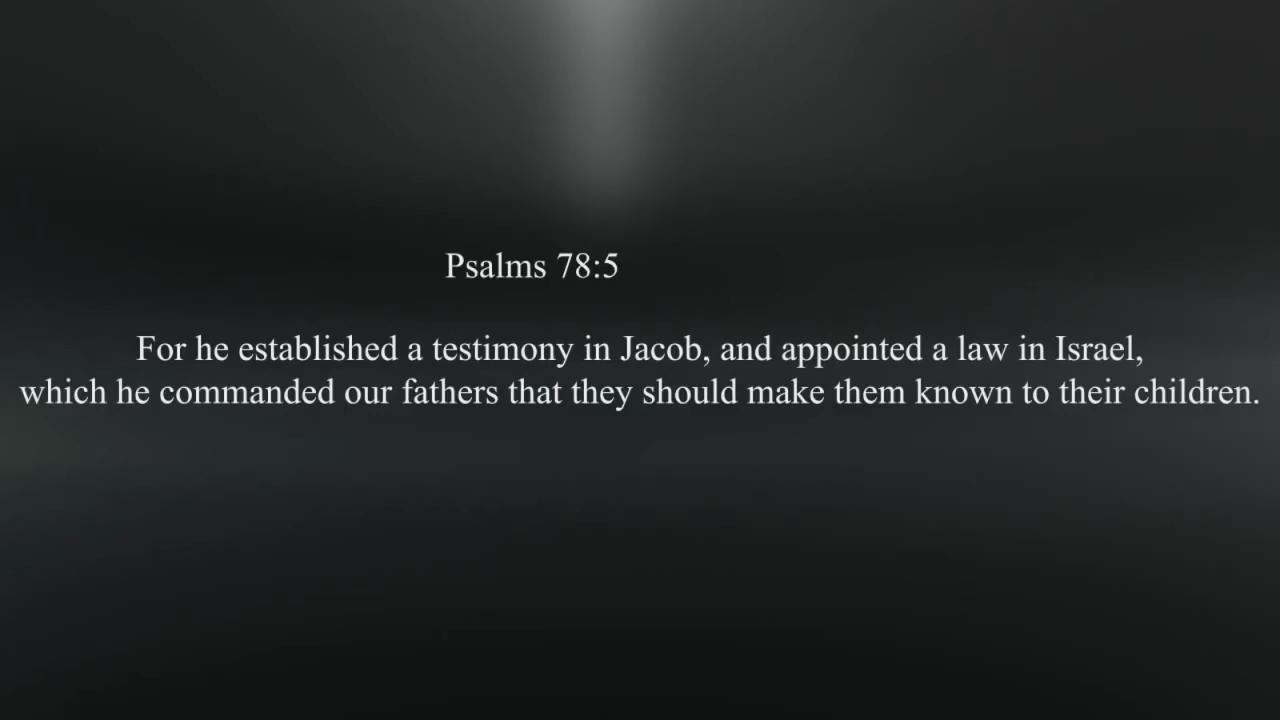 Psalms 78:5
For he established a testimony in Jacob, and appointed a law in Israel,
which he commanded our fathers that they should make them known to their children.